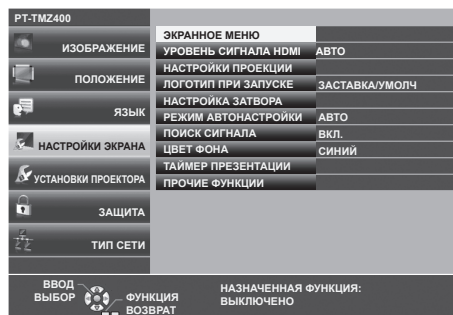 PT-TMZ400
ИЗОБРАЖЕНИЕ
ПОЛОЖЕНИЕ
ЯЗЫК
НАСТРОЙКИ ЭКРАНА
УСТАНОВКИ ПРОЕКТОРА
ЗАЩИТА
ТИП СЕТИ
ЭКРАННОЕ МЕНЮ
УРОВЕНЬ СИГНАЛА HDMI АВТО
НАСТРОЙКИ ПРОЕКЦИИ
ЛОГОТИП ПРИ ЗАПУСКЕ ЗАСТАВКА/УМОЛЧ
НАСТРОЙКА ЗАТВОРА
РЕЖИМ АВТОНАСТРОЙКИ АВТО
ПОИСК СИГНАЛА ВКЛ.
ЦВЕТ ФОНА СИНИЙ
ТАЙМЕР ПРЕЗЕНТАЦИИ
ПРОЧИЕ ФУНКЦИИ
ВВОД
ВЫБОР
ФУНКЦИЯ
ВОЗВРАТ
НАЗНАЧЕННАЯ ФУНКЦИЯ:
ВЫКЛЮЧЕНО